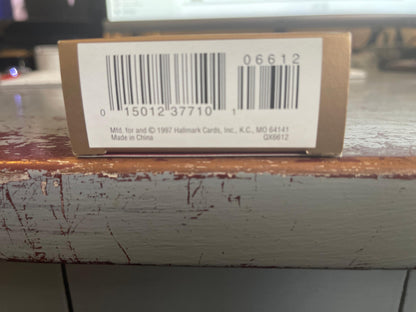 06612
0 15012 37710 1
Mfd. for and © 1997 Hallmark Cards, Inc., K.C., MO 64141
Made in China QX6612